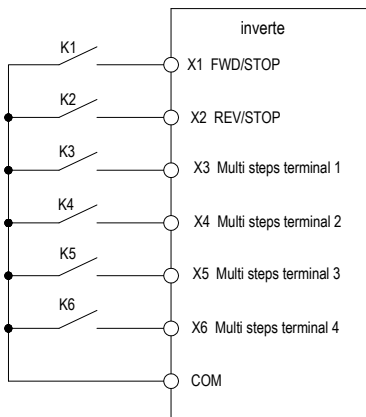 inverte
K1
X1 FWD/STOP
K2
X2 REV/STOP
K3
X3 Multi steps terminal 1
K4
X4 Multi steps terminal 2
K5
X5 Multi steps terminal 3
K6
X6 Multi steps terminal 4
COM